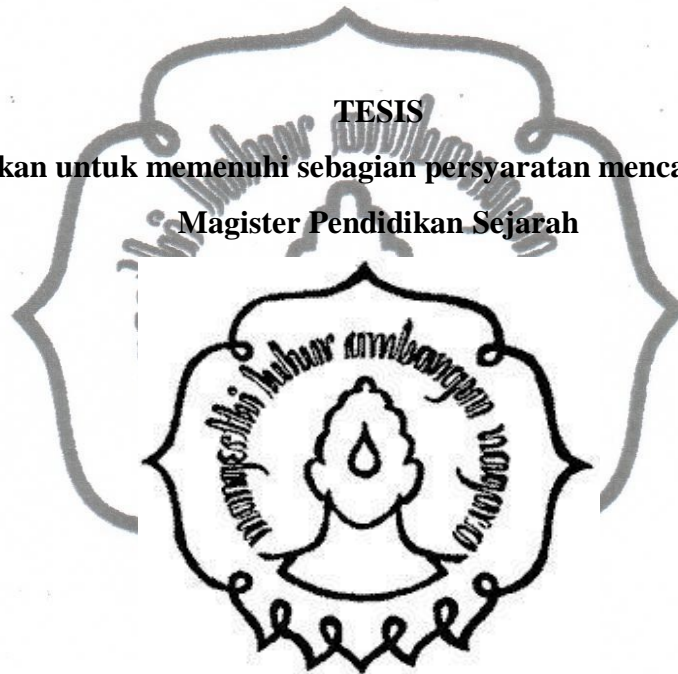 TESIS
kan untuk memenuhi sebagian persyaratan menca
Magister Pendidikan Sejarah
mangesthi luhur ambangun nagara